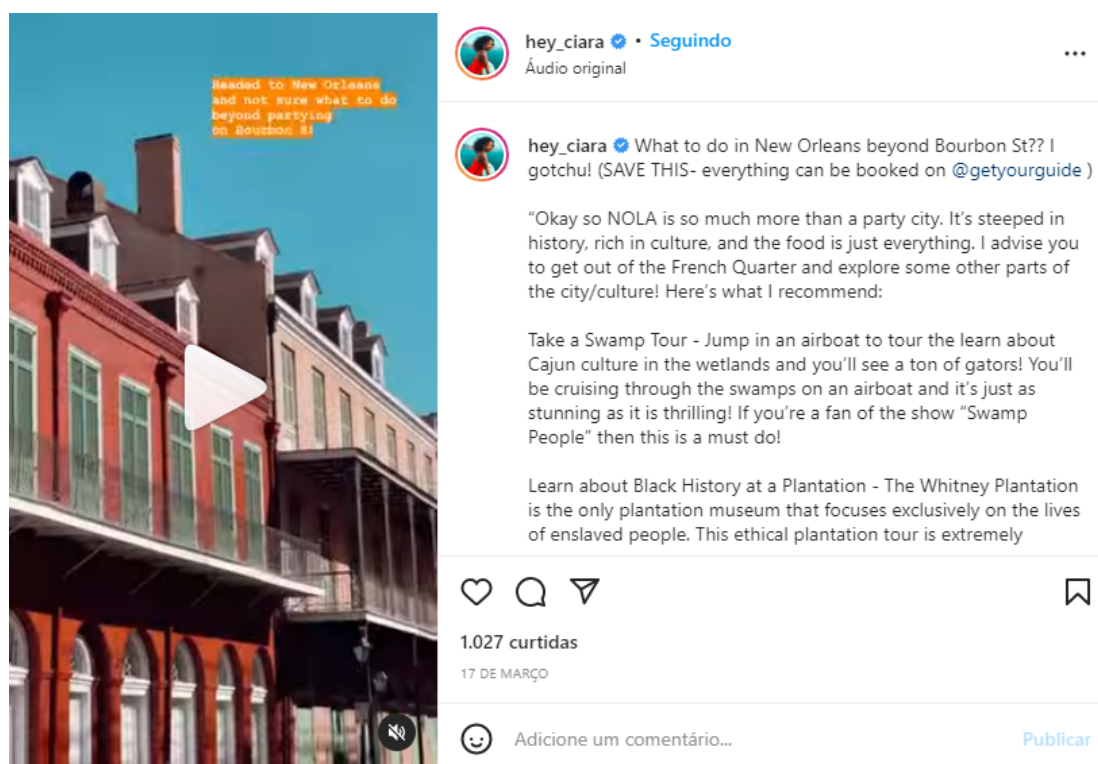 Headed to New Orleans
and not sure what to do
beyond partying
on Bourbon St
hey_ciara • Seguindo
Áudio original
hey_ciara What to do in New Orleans beyond Bourbon St?? I
gotchu! (SAVE THIS- everything can be booked on @getyourguide )
“Okay so NOLA is so much more than a party city. It’s steeped in
history, rich in culture, and the food is just everything. I advise you
to get out of the French Quarter and explore some other parts of
the city/culture! Here’s what I recommend:
Take a Swamp Tour - Jump in an airboat to tour the learn about
Cajun culture in the wetlands and you’ll see a ton of gators! You’ll
be cruising through the swamps on an airboat and it’s just as
stunning as it is thrilling! If you’re a fan of the show “Swamp
People” then this is a must do!
Learn about Black History at a Plantation - The Whitney Plantation
is the only plantation museum that focuses exclusively on the lives
of enslaved people. This ethical plantation tour is extremely
1.027 curtidas
17 DE MARÇO
Adicione um comentário...
Publicar